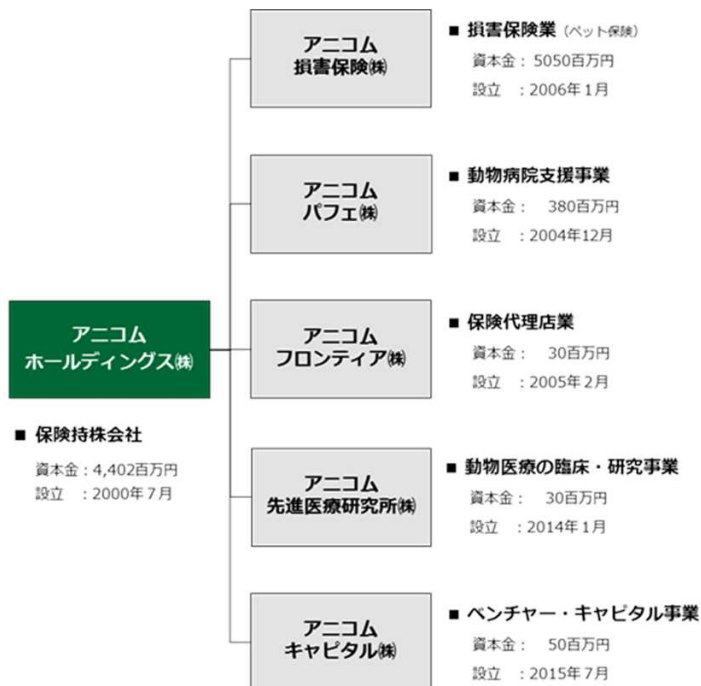 アニコム
損害保険㈱
■ 損害保険業 (ペット保険)
資本金： 5050百万円
設立 ：2006年1月
アニコム
パフェ㈱
■ 動物病院支援事業
資本金： 380百万円
設立 ：2004年12月
アニコム
ホールディングス㈱
■ 保険持株会社
資本金：4,402百万円
設立 ：2000年7月
アニコム
フロンティア㈱
■ 保険代理店業
資本金： 30百万円
設立 ：2005年2月
アニコム
先進医療研究所㈱
■ 動物医療の臨床・研究事業
資本金： 30百万円
設立 ：2014年1月
アニコム
キャピタル㈱
■ ベンチャー・キャピタル事業
資本金： 50百万円
設立 ：2015年7月